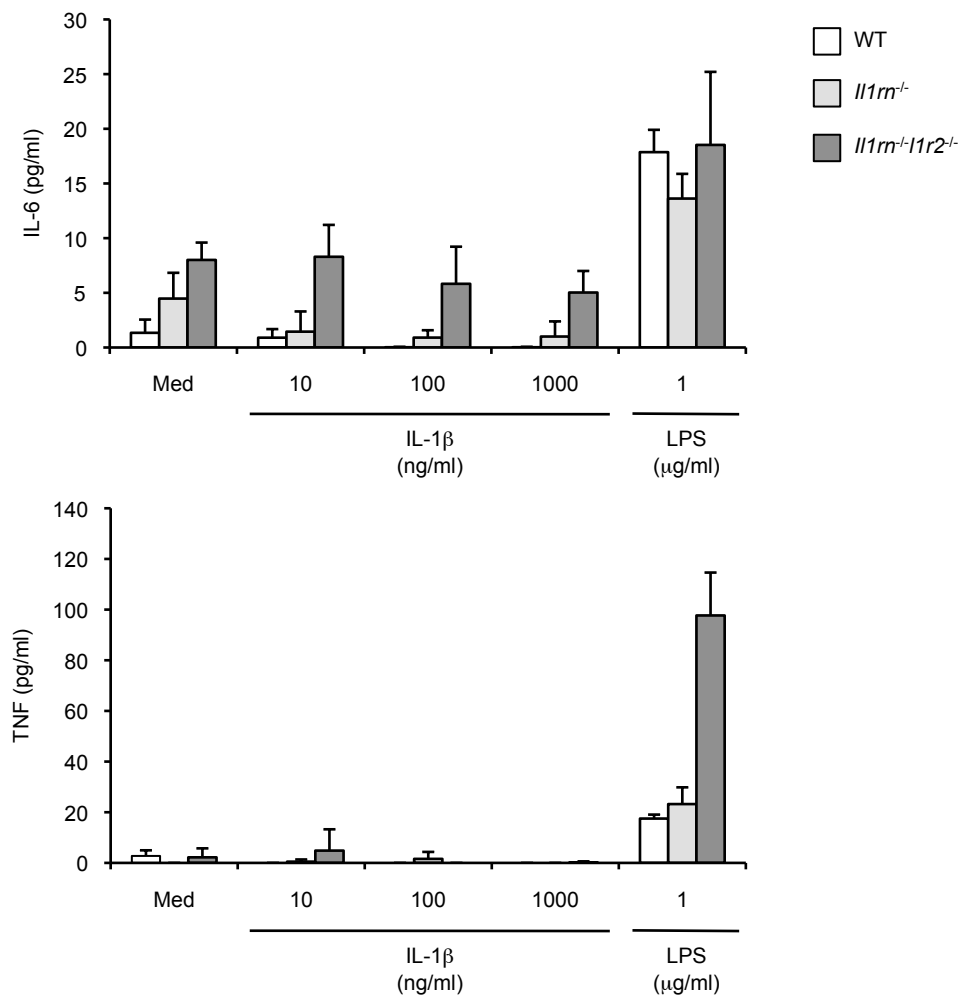 30
25
20
15
10
5
0
IL-6 (pg/ml)
WT
Il1rn-/-
Il1rn-/-I1r2-/-
Med 10 100 1000 1
IL-1β LPS
(ng/ml) (μg/ml)
140
120
100
80
60
40
20
0
TNF (pg/ml)
Med 10 100 1000 1
IL-1β LPS
(ng/ml) (μg/ml)